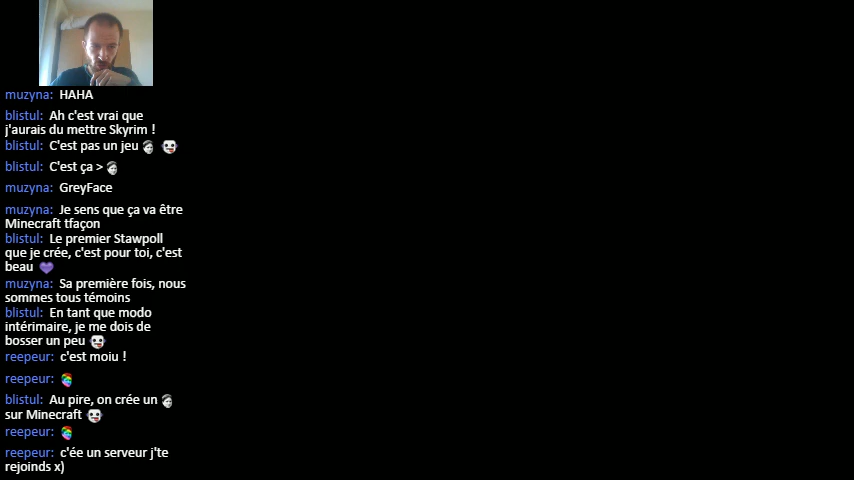 muzyna: HAHA
blistul: Ah c'est vrai que
j'aurais du mettre Skyrim !
blistul: C'est pas un jeu
blistul: C'est ça >
muzyna: GreyFace
muzyna: Je sens que ça va être
Minecraft tfaçon
blistul: Le premier Stawpoll
que je crée, c'est pour toi, c'est
beau
muzyna: Sa première fois, nous
sommes tous témoins
blistul: En tant que modo
intérimaire, je me dois de
bosser un peu
reepeur: c'est moiu !
reepeur:
blistul: Au pire, on crée un
sur Minecraft
reepeur:
reepeur: c'ée un serveur j'te
rejoinds x)